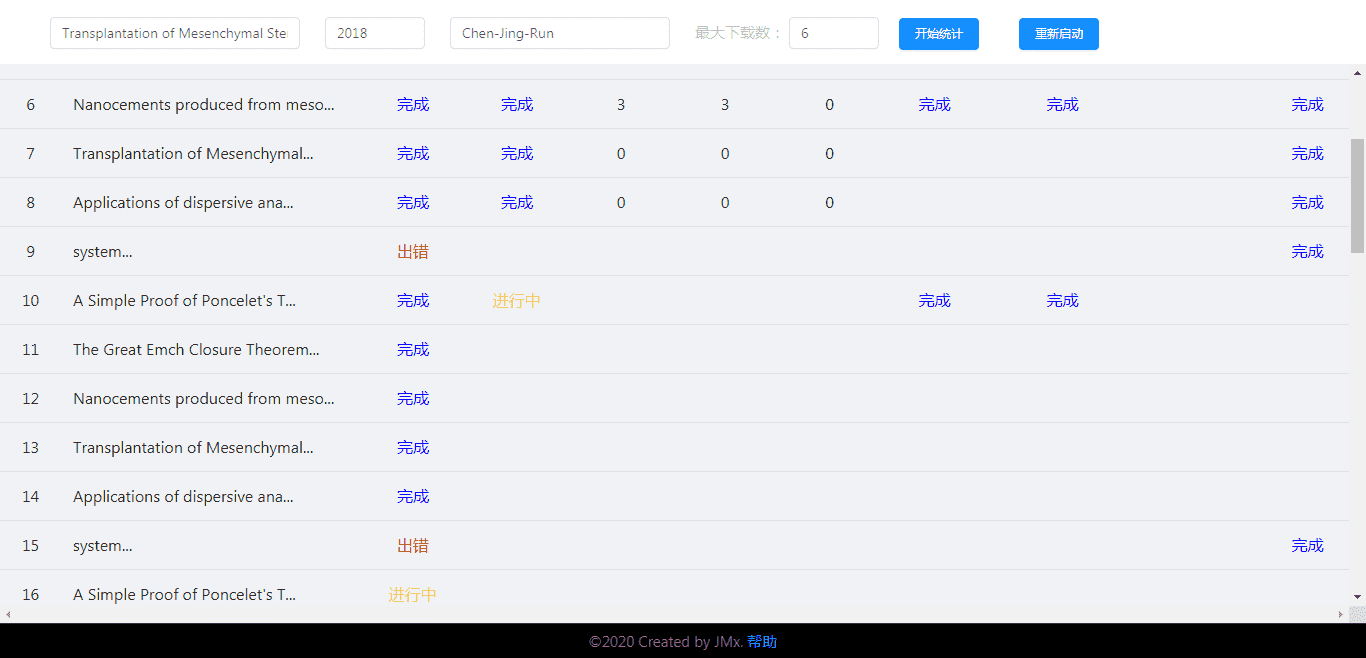 Transplantation of Mesenchymal Ste 2018 Chen-Jing-Run 最大下载数： 6 开始统计 重新启动
6 Nanocements produced from meso... 完成 完成 3 3 0 完成 完成 完成
7 Transplantation of Mesenchymal... 完成 完成 0 0 0 完成
8 Applications of dispersive ana... 完成 完成 0 0 0 完成
9 system... 出错 完成
10 A Simple Proof of Poncelet's T... 完成 进行中 完成 完成
11 The Great Emch Closure Theorem... 完成
12 Nanocements produced from meso... 完成
13 Transplantation of Mesenchymal... 完成
14 Applications of dispersive ana... 完成
15 system... 出错 完成
16 A Simple Proof of Poncelet's T... 进行中
©2020 Created by JMx. 帮助